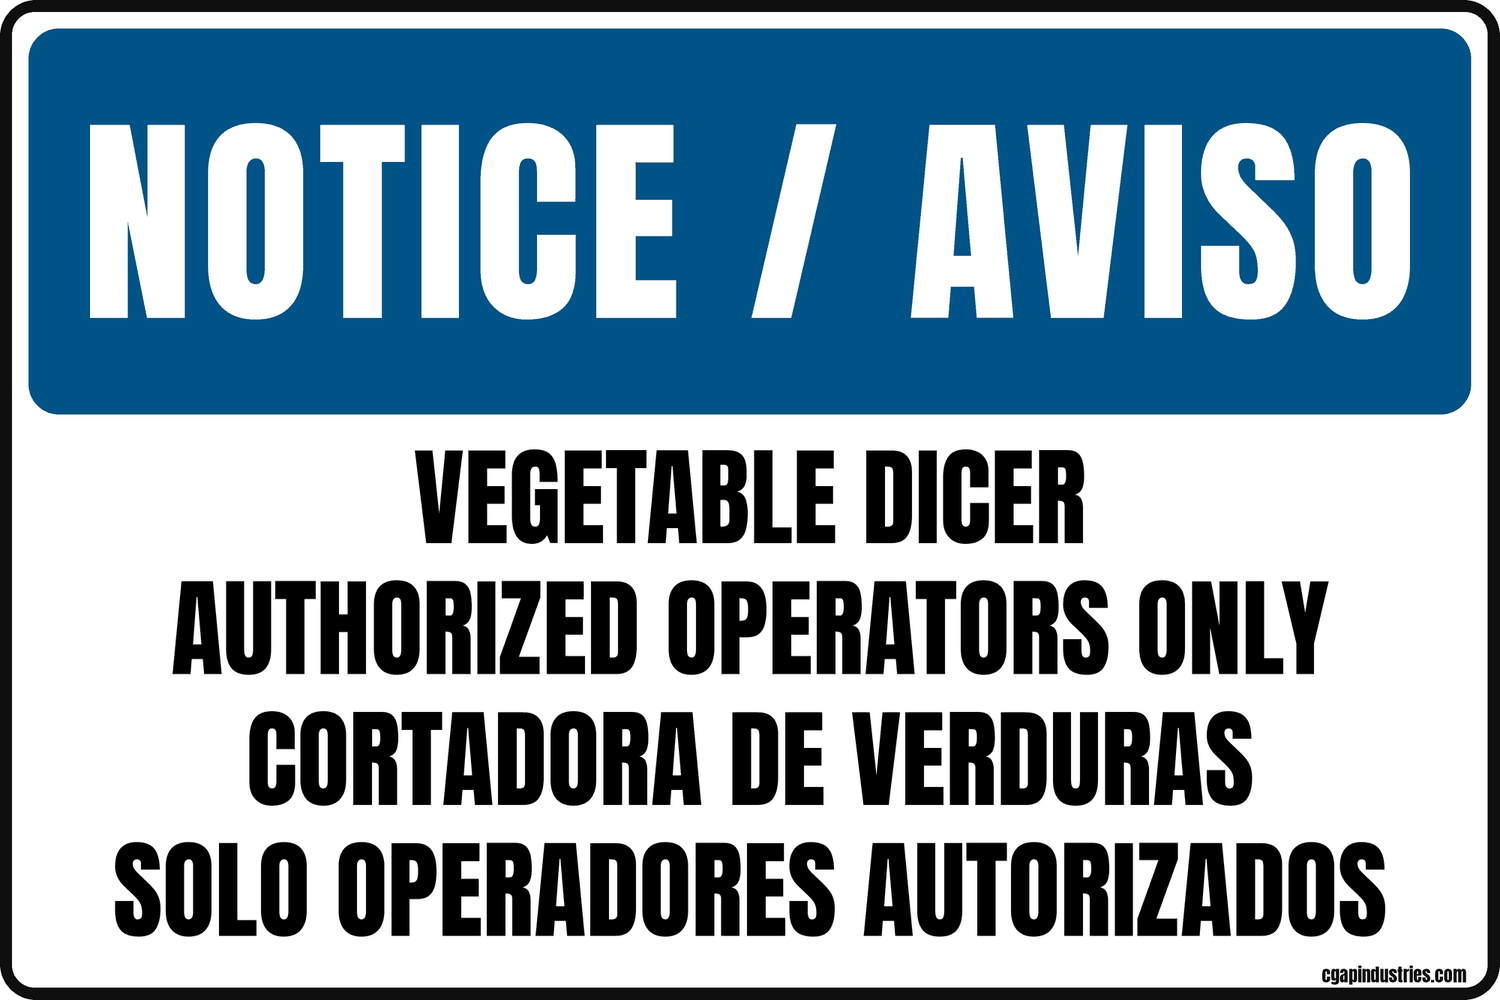 NOTICE / AVISO
VEGETABLE DICER
AUTHORIZED OPERATORS ONLY
CORTADORA DE VERDURAS
SOLO OPERADORES AUTORIZADOS
cgapindustries.com